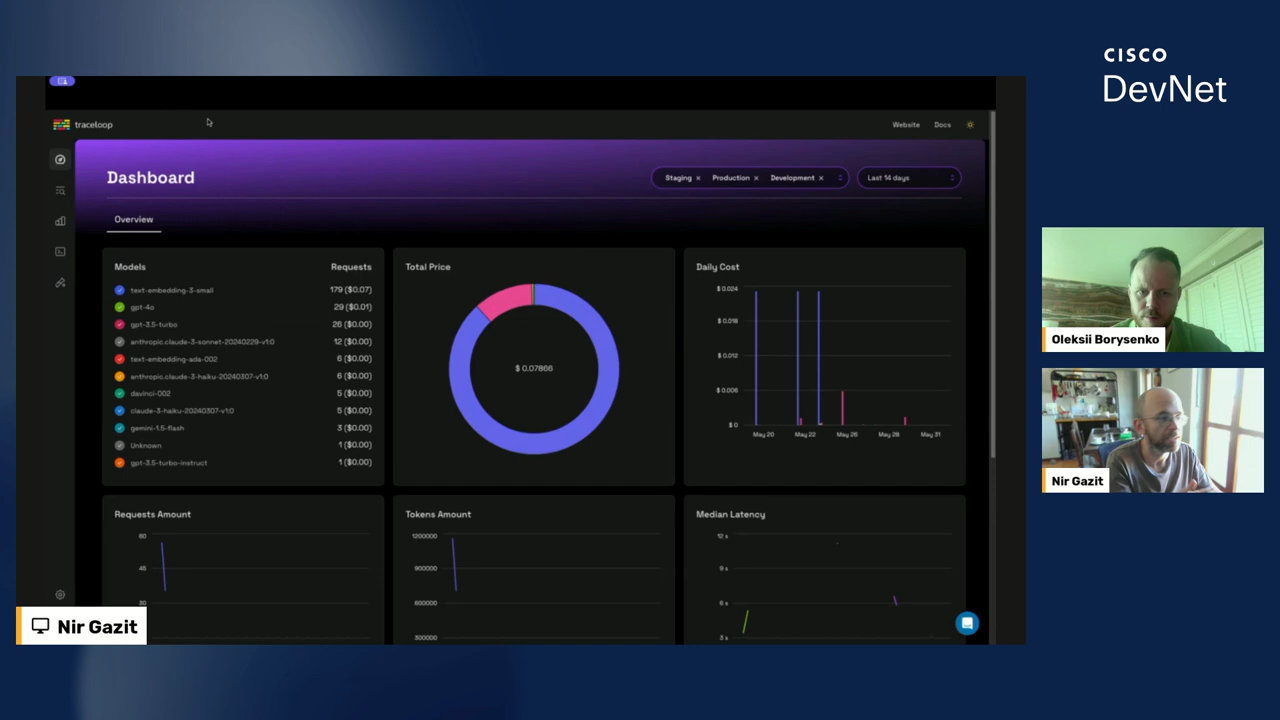 CISCO
DevNet
traceloop
Website
Docs
Dashboard
Staging ×
Production ×
Development ×
Last 14 days
Overview
Models
Requests
text-embedding-3-small
179 ($0.07)
gpt-4o
29 ($0.01)
gpt-3.5-turbo
26 ($0.00)
anthropic.claude-3-sonnet-20240229-v1:0
12 ($0.00)
text-embedding-ada-002
6 ($0.00)
anthropic.claude-3-haiku-20240307-v1:0
6 ($0.00)
davinci-002
5 ($0.00)
claude-3-haiku-20240307-v1:0
5 ($0.00)
gemini-1.5-flash
3 ($0.00)
Unknown
1 ($0.00)
gpt-3.5-turbo-instruct
1 ($0.00)
Total Price
$ 0.07866
Daily Cost
$ 0.024
$ 0.018
$ 0.012
$ 0.006
$ 0
May 20
May 22
May 26
May 29
May 31
Requests Amount
60
45
30
Tokens Amount
1200000
900000
600000
300000
Median Latency
12 s
9 s
6 s
3 s
Oleksii Borysenko
Nir Gazit
Nir Gazit